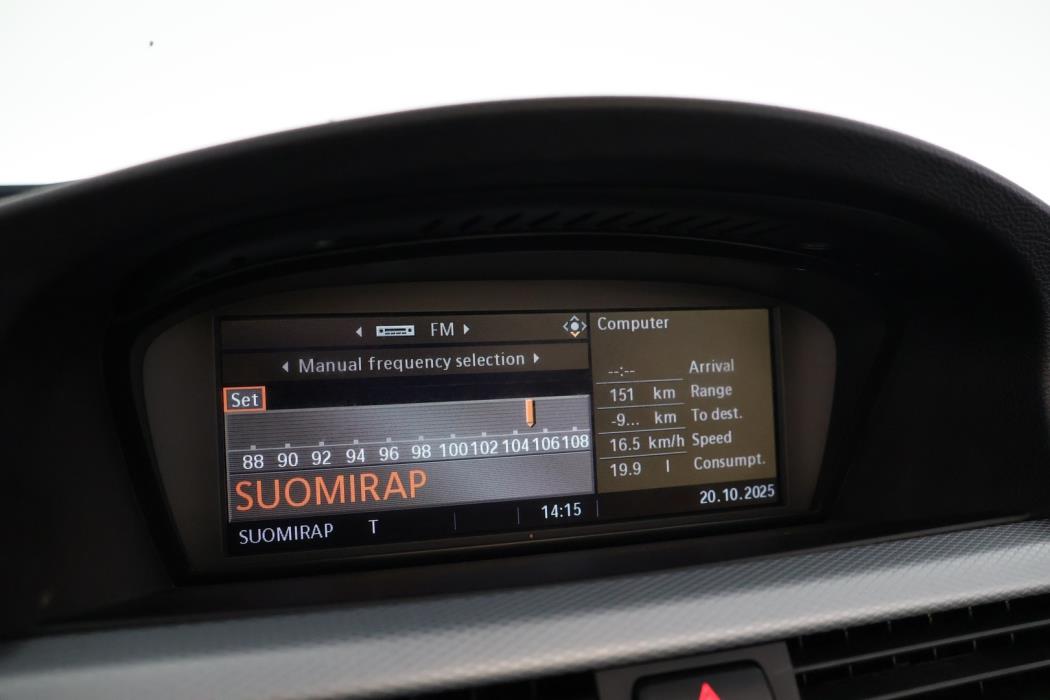 FM
Manual frequency selection
Set
88 90 92 94 96 98 100 102 104 106 108
SUOMIRAP
SUOMIRAP T 14:15
Computer
--:-- Arrival
151 km Range
-9... km To dest.
16.5 km/h Speed
19.9 l Consumpt.
20.10.2025